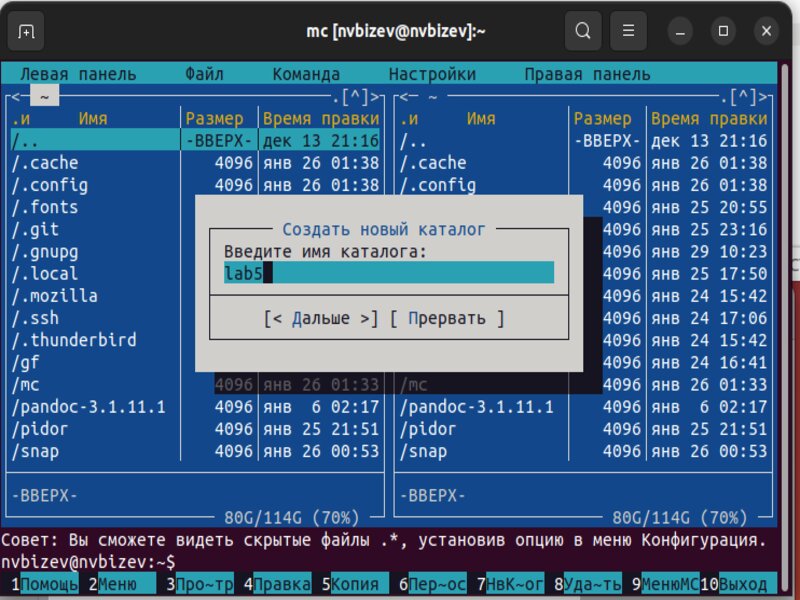 mc [nvbizev@nvbizev]:~
Левая панель Файл Команда Настройки Правая панель
<─ ~ .[^]> <─ ~ .[^]>
.и Имя Размер Время правки .и Имя Размер Время правки
/.. -ВВЕРХ- дек 13 21:16 /.. -ВВЕРХ- дек 13 21:16
/.cache 4096 янв 26 01:38 /.cache 4096 янв 26 01:38
/.config 4096 янв 26 01:38 /.config 4096 янв 26 01:38
/.fonts 4096 янв 25 20:55
/.git Создать новый каталог 4096 янв 25 23:16
/.gnupg Введите имя каталога: 4096 янв 29 10:23
/.local lab5 4096 янв 25 17:50
/.mozilla 4096 янв 24 15:42
/.ssh [< Дальше >] [ Прервать ] 4096 янв 24 17:06
/.thunderbird 4096 янв 24 15:42
/gf 4096 янв 24 16:41
/mc 4096 янв 26 01:33 /mc 4096 янв 26 01:33
/pandoc-3.1.11.1 4096 янв 6 02:17 /pandoc-3.1.11.1 4096 янв 6 02:17
/pidor 4096 янв 25 21:51 /pidor 4096 янв 25 21:51
/snap 4096 янв 26 00:53 /snap 4096 янв 26 00:53
-ВВЕРХ- -ВВЕРХ-
80G/114G (70%) 80G/114G (70%)
Совет: Вы сможете видеть скрытые файлы .*, установив опцию в меню Конфигурация.
nvbizev@nvbizev:~$
1Помощь 2Меню 3Про~тр 4Правка 5Копия 6Пер~ос 7НвК~ог 8Уда~ть 9МенюМС 10Выход